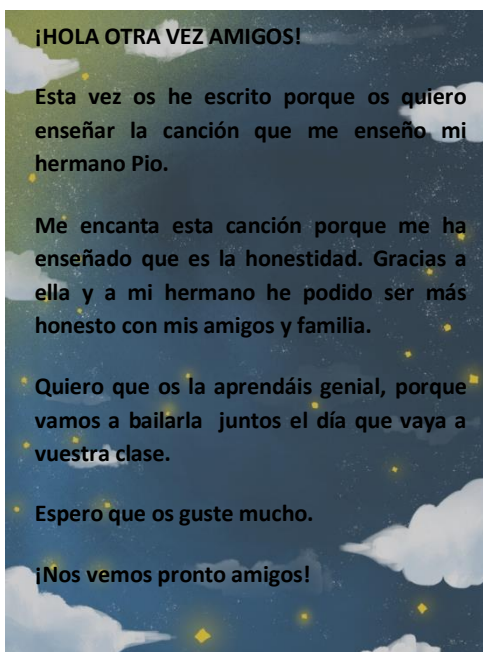 ¡HOLA OTRA VEZ AMIGOS!
Esta vez os he escrito porque os quiero
enseñar la canción que me enseño mi
hermano Pio.
Me encanta esta canción porque me ha
enseñado que es la honestidad. Gracias a
ella y a mi hermano he podido ser más
honesto con mis amigos y familia.
Quiero que os la aprendáis genial, porque
vamos a bailarla juntos el día que vaya a
vuestra clase.
Espero que os guste mucho.
¡Nos vemos pronto amigos!